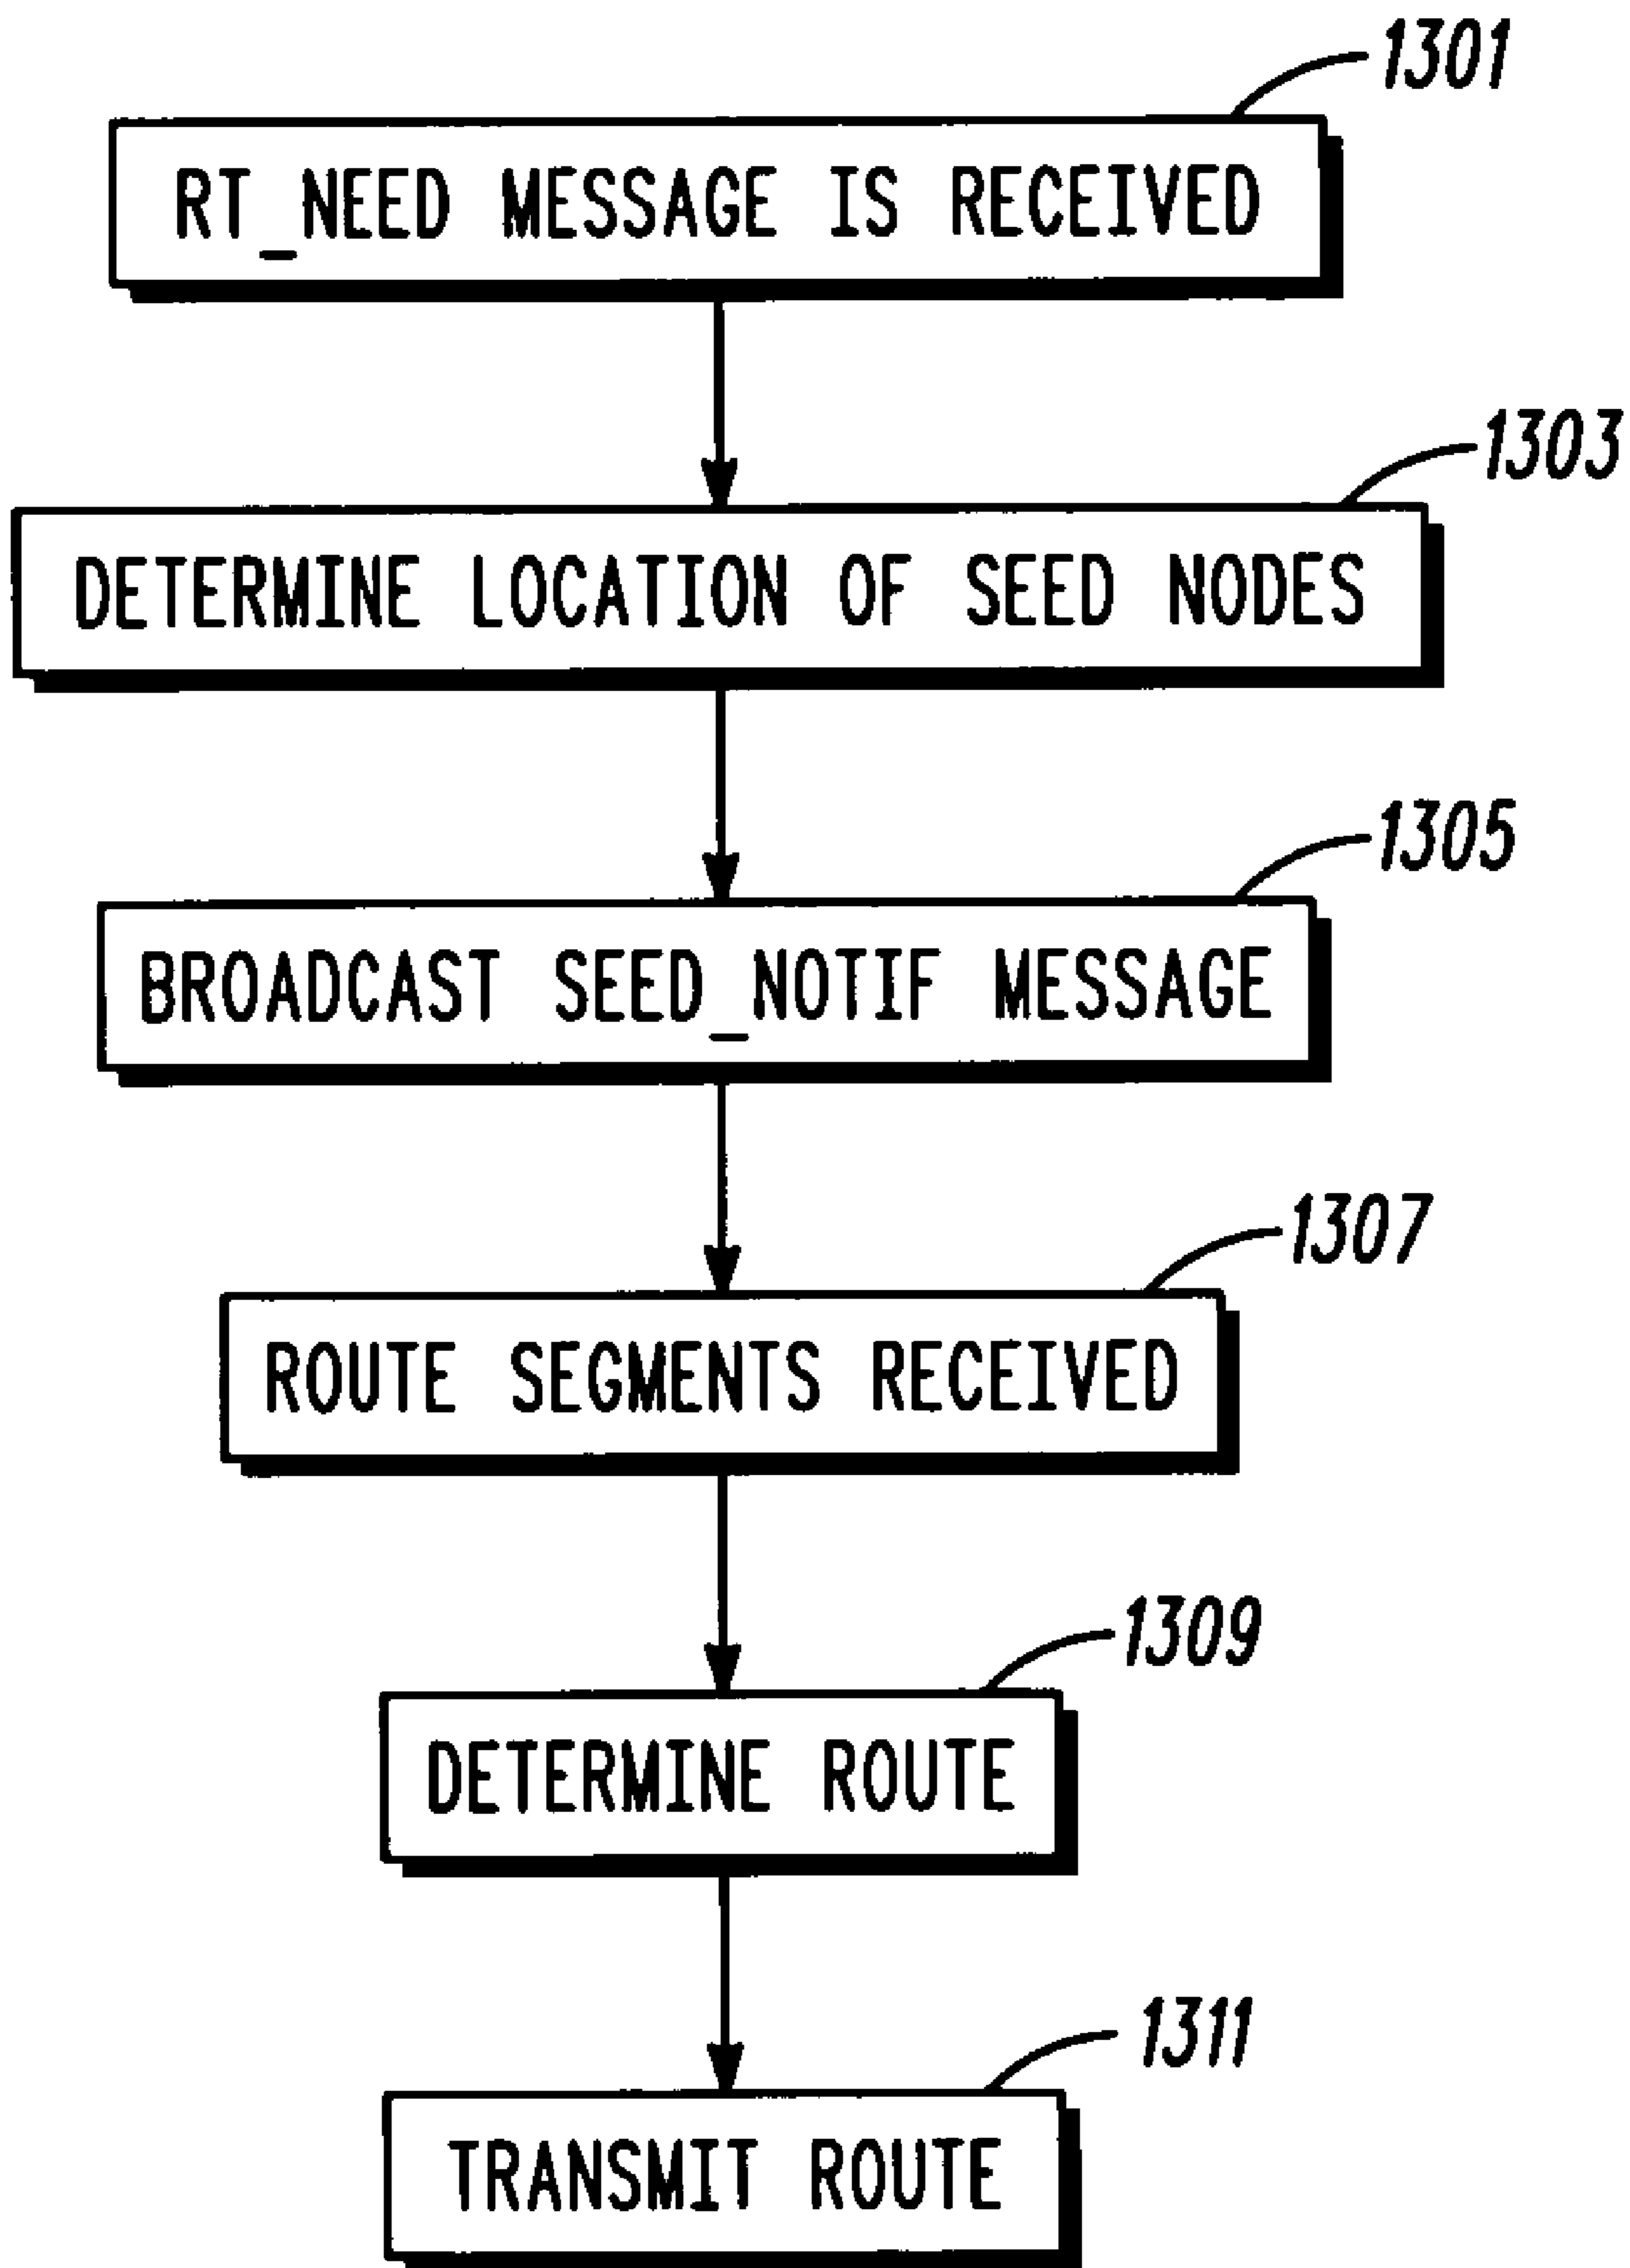 1301
RT_NEED MESSAGE IS RECEIVED
1303
DETERMINE LOCATION OF SEED NODES
1305
BROADCAST SEED_NOTIF MESSAGE
1307
ROUTE SEGMENTS RECEIVED
1309
DETERMINE ROUTE
1311
TRANSMIT ROUTE